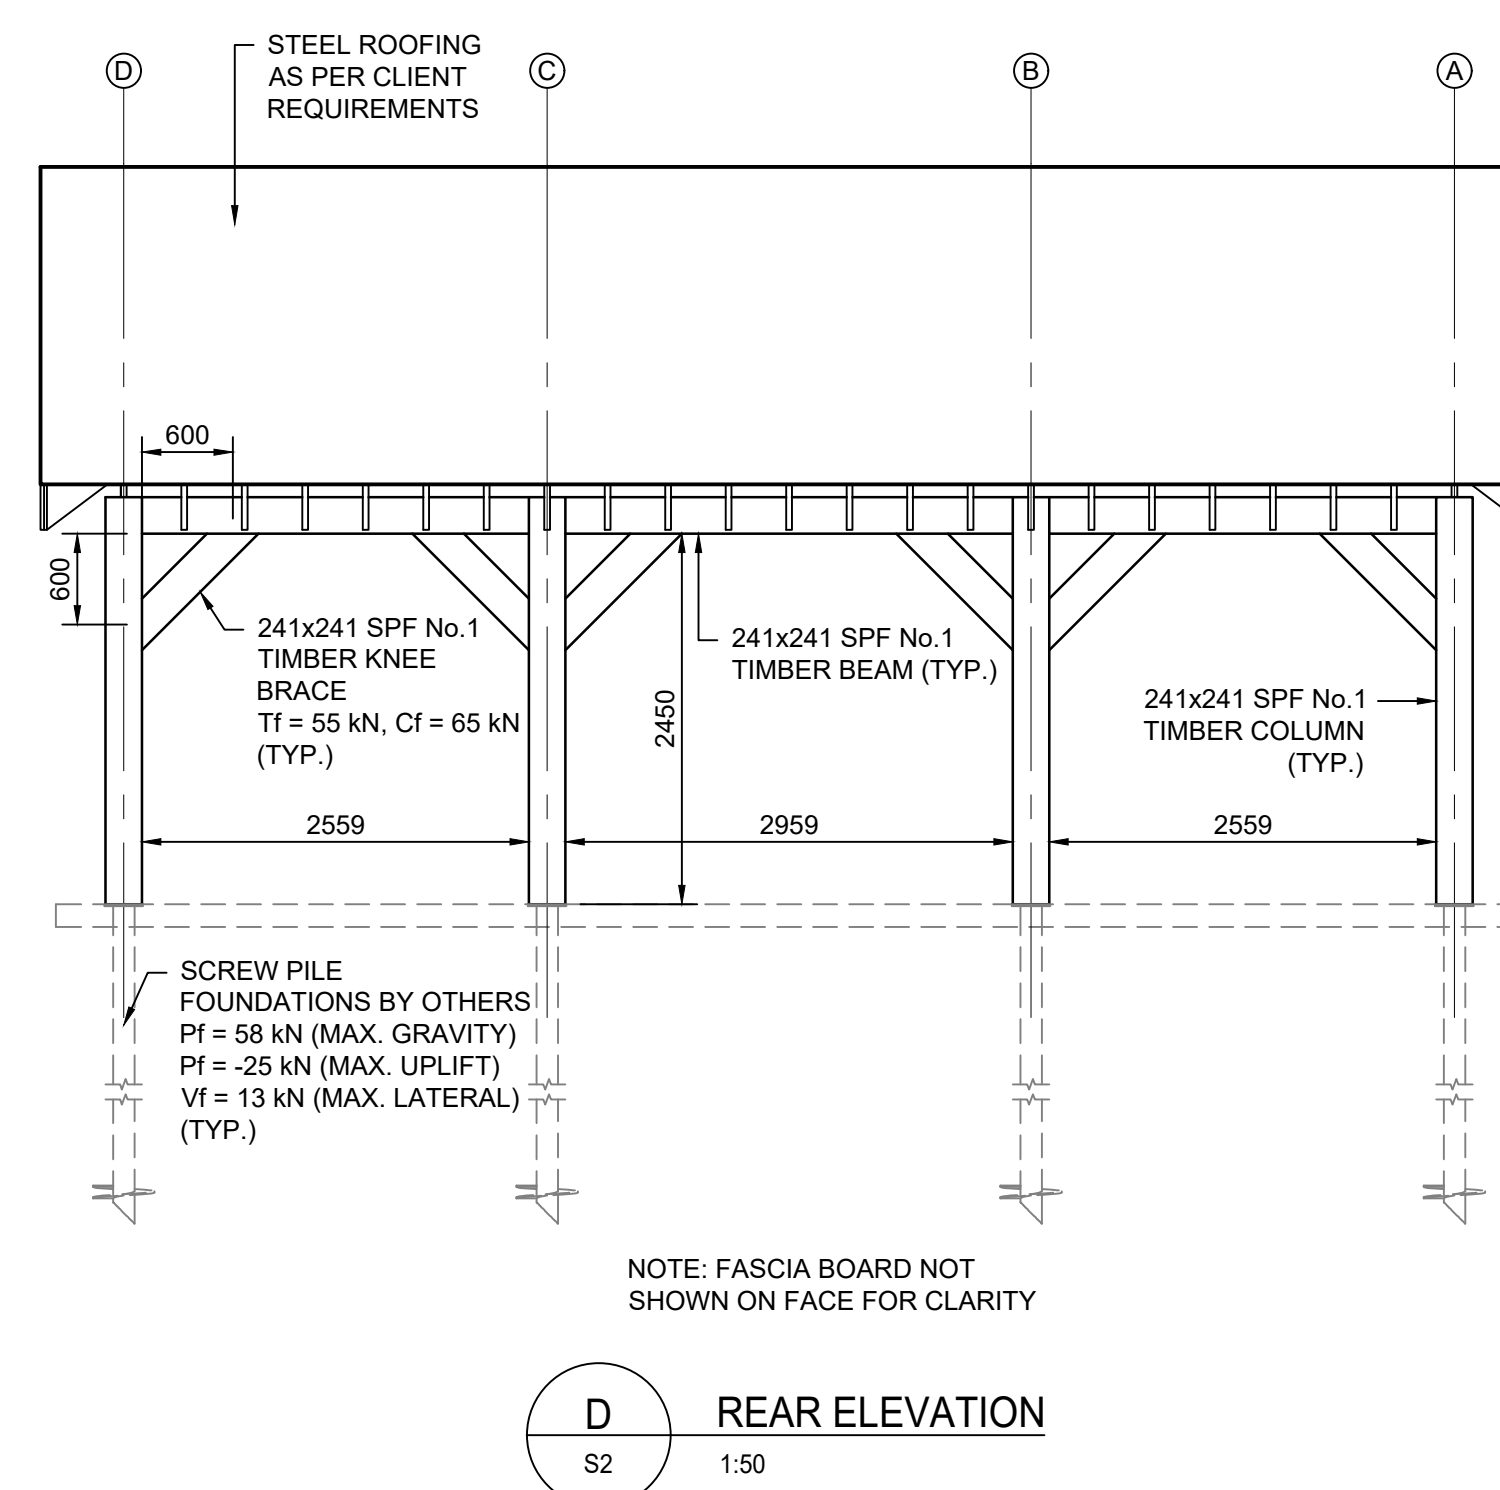 STEEL ROOFING
AS PER CLIENT
REQUIREMENTS
D
C
B
A
600
600
241x241 SPF No.1
TIMBER KNEE
BRACE
Tf = 55 kN, Cf = 65 kN
(TYP.)
241x241 SPF No.1
TIMBER BEAM (TYP.)
2450
241x241 SPF No.1
TIMBER COLUMN
(TYP.)
2559
2959
2559
SCREW PILE
FOUNDATIONS BY OTHERS
Pf = 58 kN (MAX. GRAVITY)
Pf = -25 kN (MAX. UPLIFT)
Vf = 13 kN (MAX. LATERAL)
(TYP.)
NOTE: FASCIA BOARD NOT
SHOWN ON FACE FOR CLARITY
D
REAR ELEVATION
S2
1:50